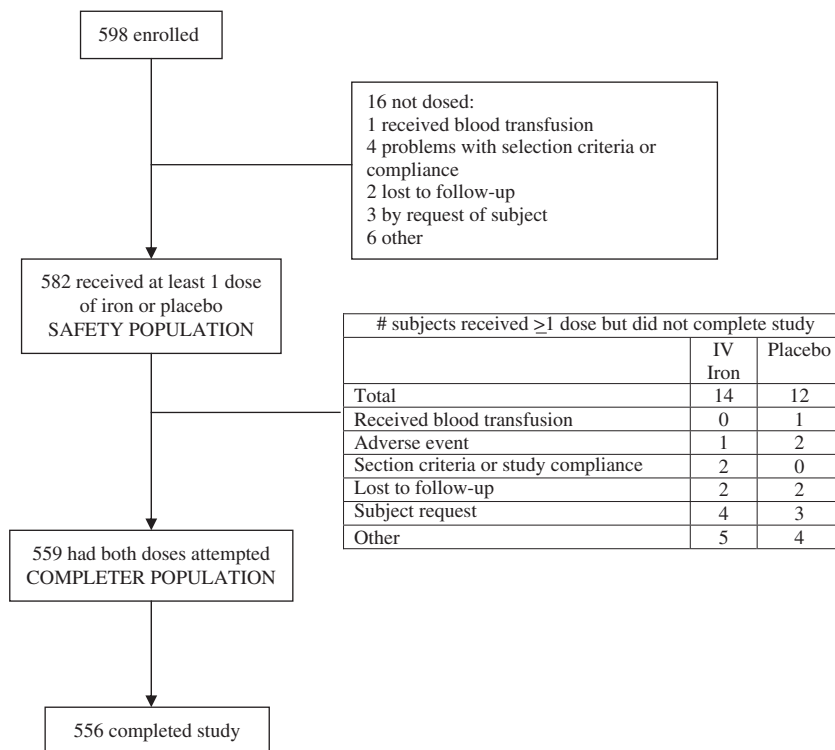 598 enrolled
16 not dosed:
1 received blood transfusion
4 problems with selection criteria or
compliance
2 lost to follow-up
3 by request of subject
6 other
582 received at least 1 dose
of iron or placebo
SAFETY POPULATION
# subjects received ≥1 dose but did not complete study
IV Placebo
Iron
Total 14 12
Received blood transfusion 0 1
Adverse event 1 2
Section criteria or study compliance 2 0
Lost to follow-up 2 2
Subject request 4 3
Other 5 4
559 had both doses attempted
COMPLETER POPULATION
556 completed study